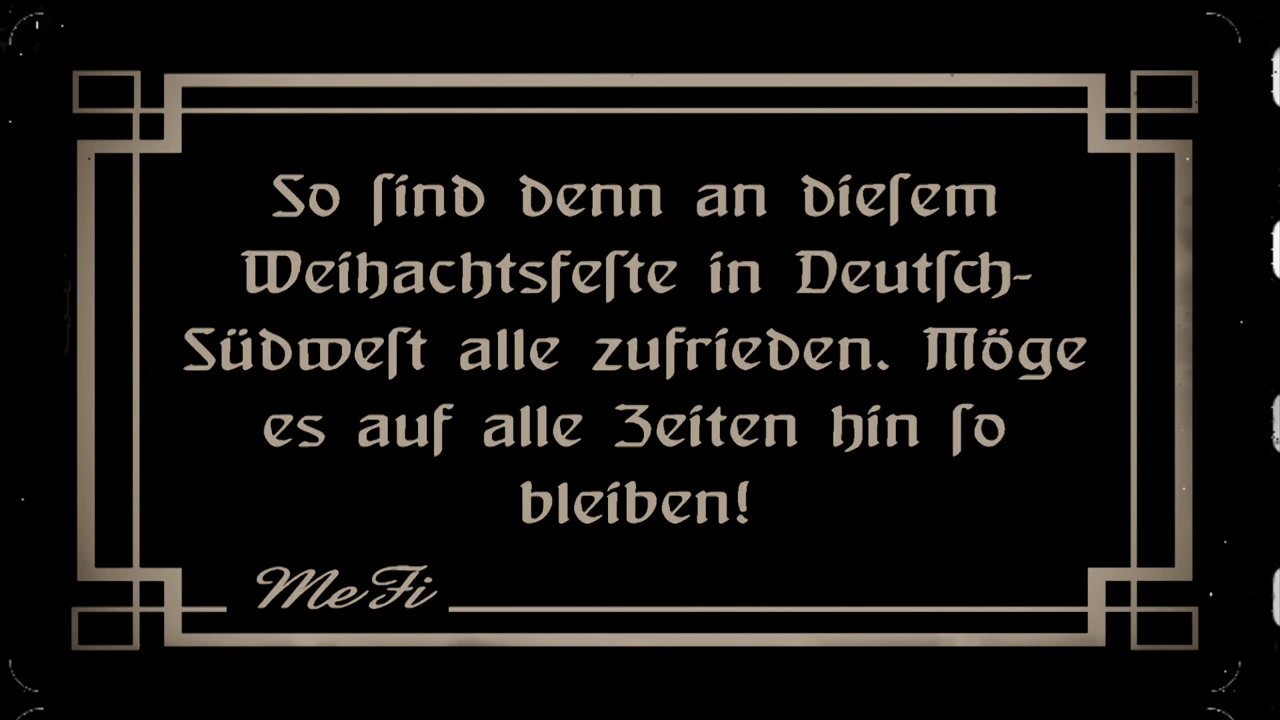 So ſind denn an dieſem
Weihachtsfeſte in Deutſch-
Südweſt alle zufrieden. Möge
es auf alle Zeiten hin ſo
bleiben!
MeFi